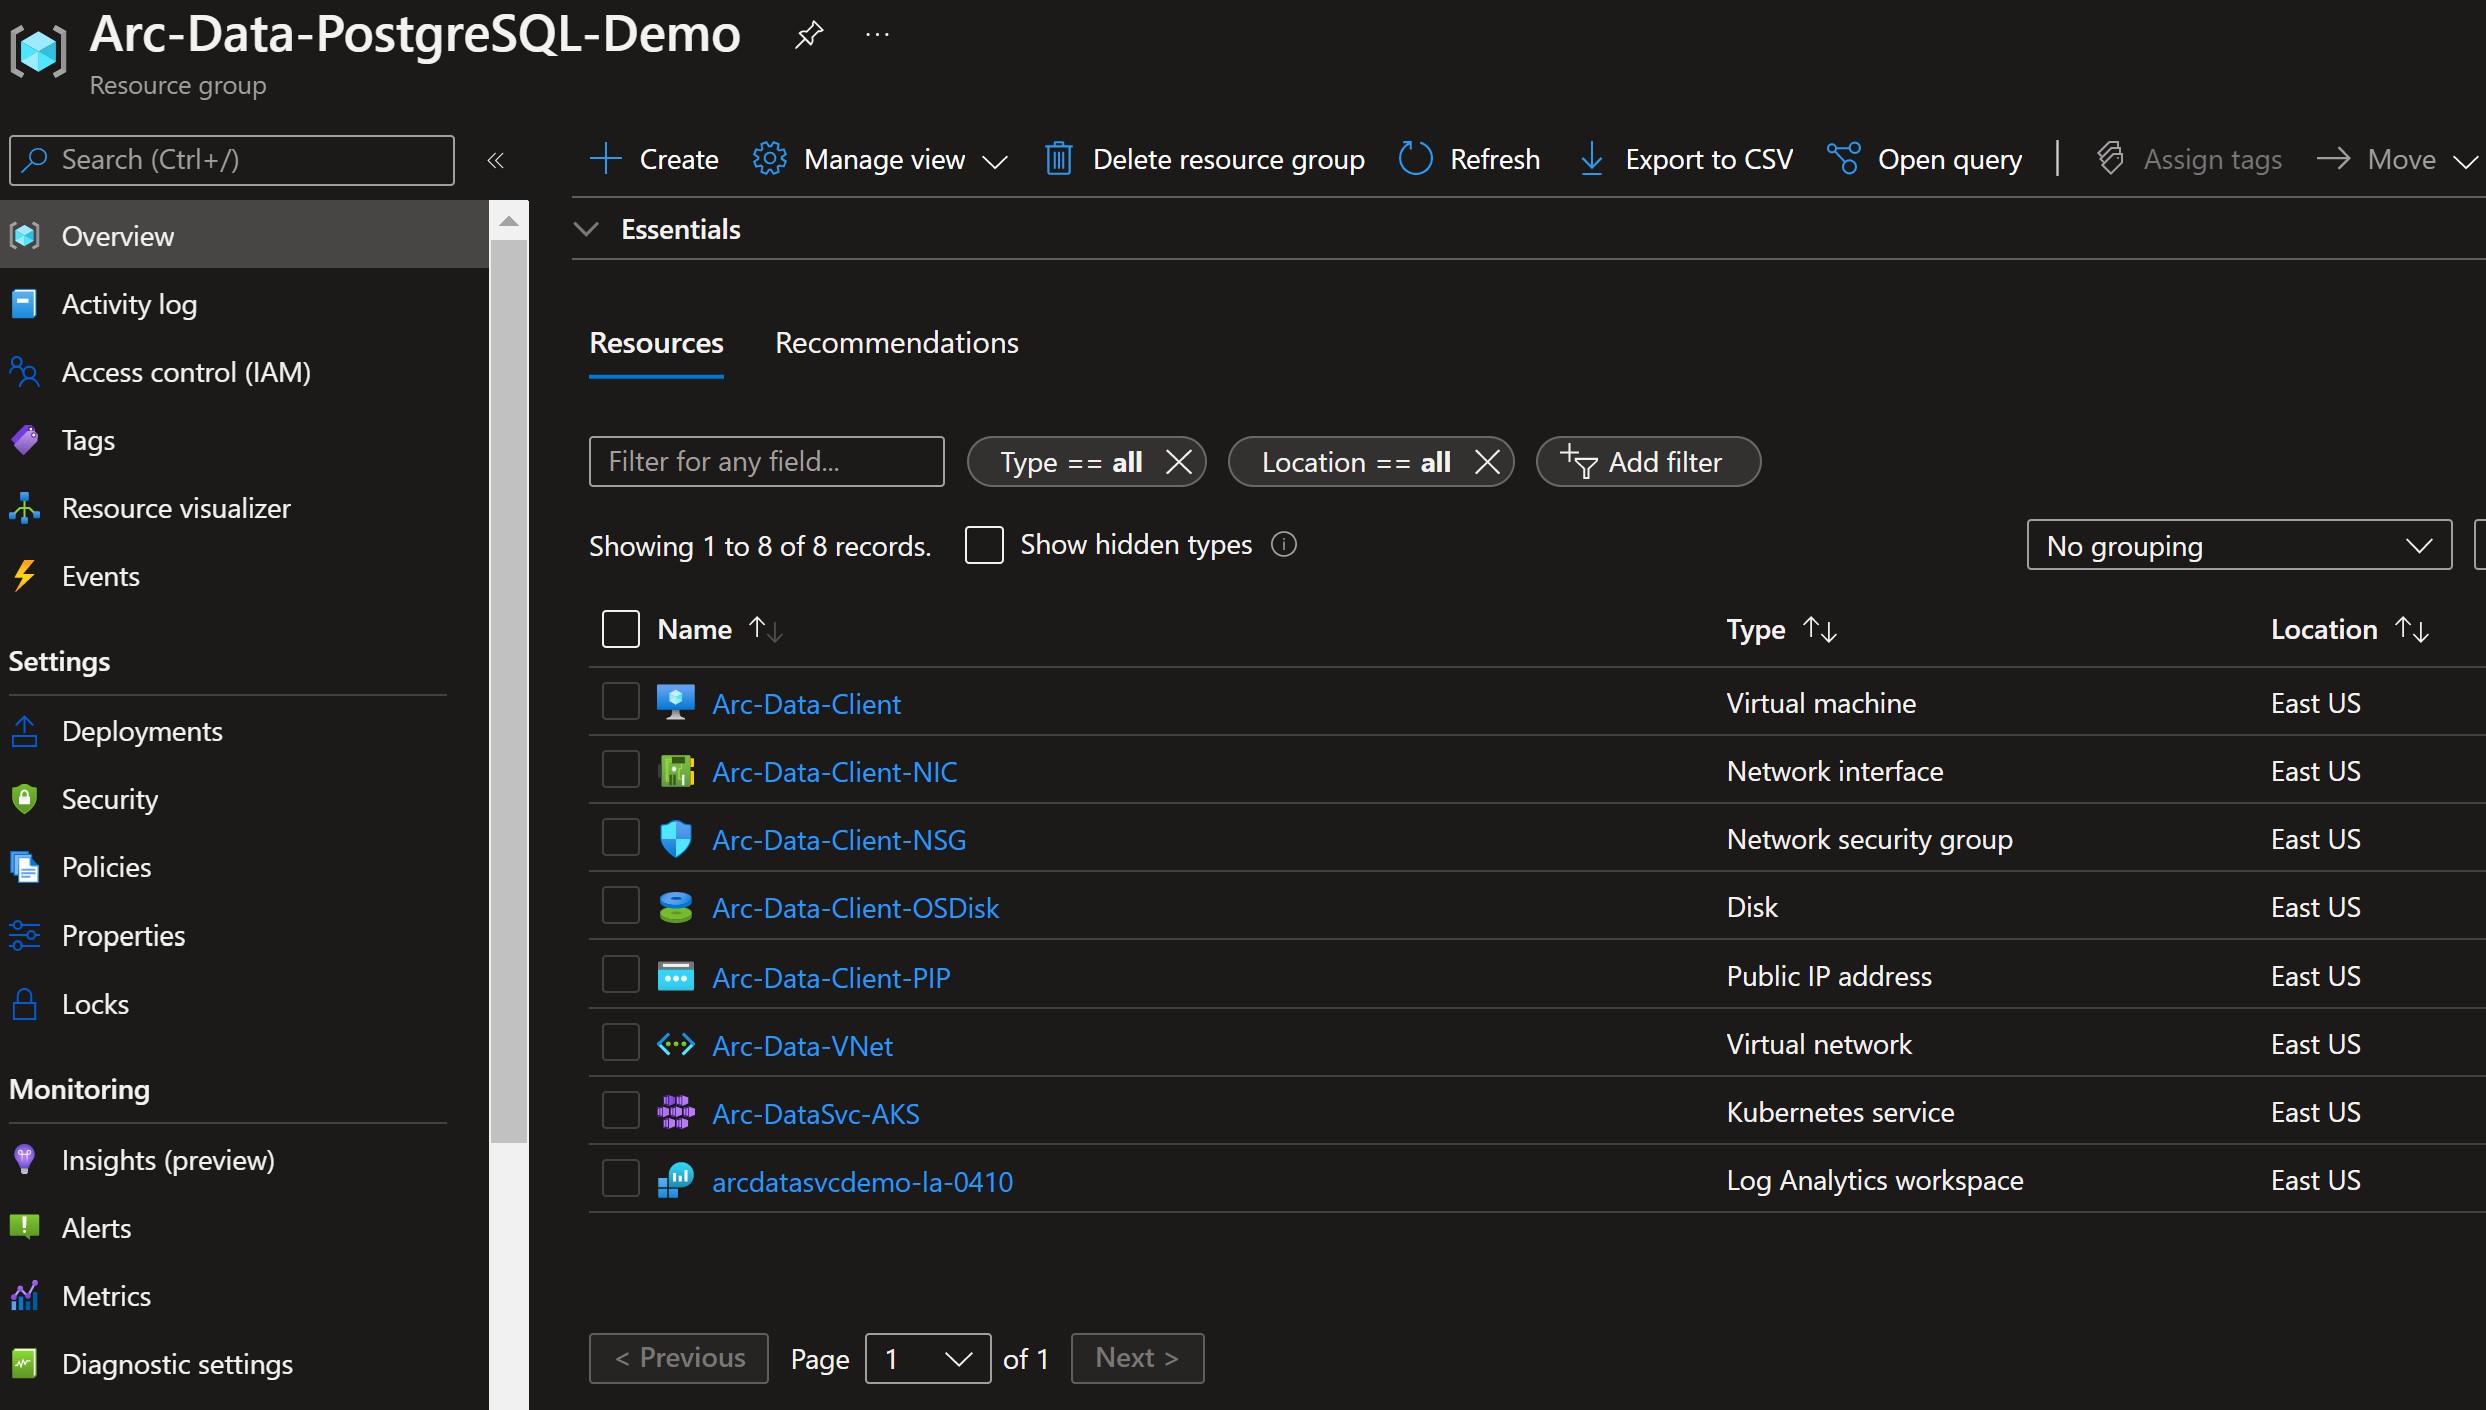 Arc-Data-PostgreSQL-Demo
Resource group
Search (Ctrl+/)
Create
Manage view
Delete resource group
Refresh
Export to CSV
Open query
Assign tags
Move
Overview
Activity log
Access control (IAM)
Tags
Resource visualizer
Events
Settings
Deployments
Security
Policies
Properties
Locks
Monitoring
Insights (preview)
Alerts
Metrics
Diagnostic settings
Essentials
Resources
Recommendations
Filter for any field...
Type == all
Location == all
Add filter
Showing 1 to 8 of 8 records.
Show hidden types
No grouping
Name Type Location
Arc-Data-Client Virtual machine East US
Arc-Data-Client-NIC Network interface East US
Arc-Data-Client-NSG Network security group East US
Arc-Data-Client-OSDisk Disk East US
Arc-Data-Client-PIP Public IP address East US
Arc-Data-VNet Virtual network East US
Arc-DataSvc-AKS Kubernetes service East US
arcdatasvcdemo-la-0410 Log Analytics workspace East US
< Previous Page 1 of 1 Next >